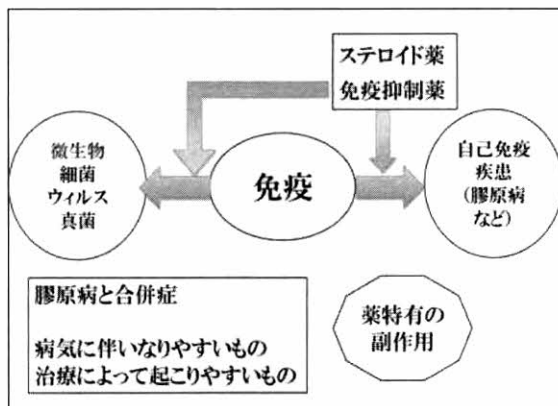 ステロイド薬
免疫抑制薬
微生物
細菌
ウィルス
真菌
免疫
自己免疫
疾患
(膠原病
など)
膠原病と合併症
病気に伴いなりやすいもの
治療によって起こりやすいもの
薬特有の
副作用